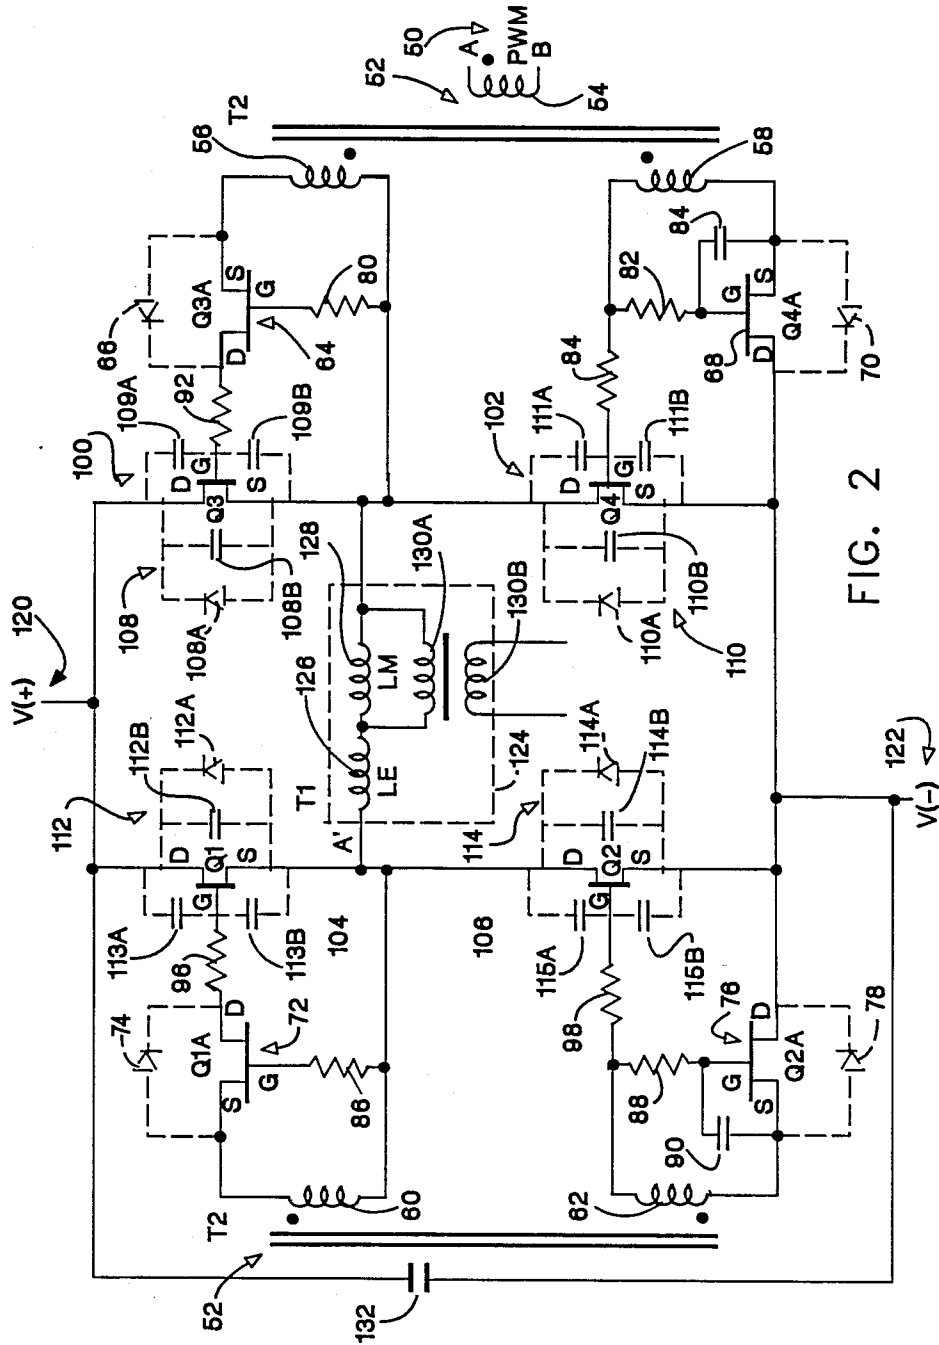 V(+)
120
112
112B
112A
113A
113B
96
D
G
Q1
S
104
74
Q1A
D
S
G
72
86
60
T2
52
132
100
109A
109B
92
108
108A
108B
D
G
Q3
S
66
Q3A
D
S
G
64
80
56
T2
52
50
A
PWM
B
54
A'
T1
LE
126
LM
128
130A
130B
124
106
114
114A
114B
115A
115B
98
D
G
Q2
S
88
90
76
G
S
D
Q2A
78
62
102
111A
111B
84
D
G
Q4
S
110
110A
110B
82
84
68
G
D
S
Q4A
70
58
122
V(-)
FIG. 2